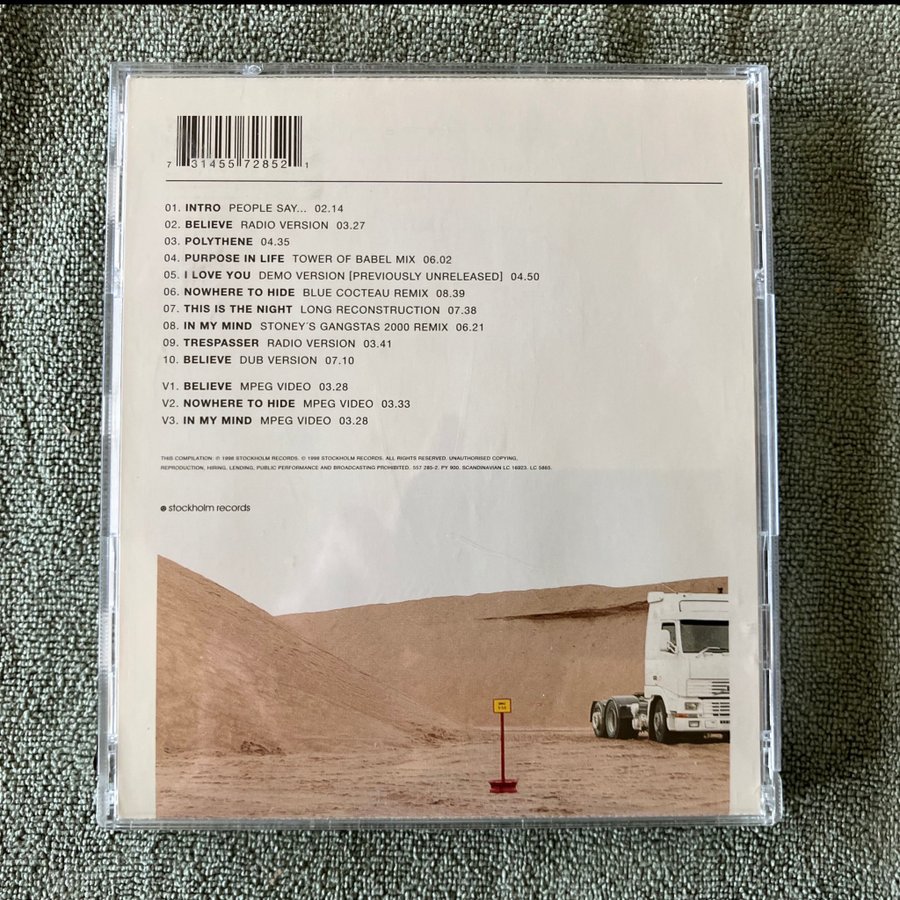 7 31455 72852 1
01. INTRO PEOPLE SAY... 02.14
02. BELIEVE RADIO VERSION 03.27
03. POLYTHENE 04.35
04. PURPOSE IN LIFE TOWER OF BABEL MIX 06.02
05. I LOVE YOU DEMO VERSION [PREVIOUSLY UNRELEASED] 04.50
06. NOWHERE TO HIDE BLUE COCTEAU REMIX 08.39
07. THIS IS THE NIGHT LONG RECONSTRUCTION 07.38
08. IN MY MIND STONEY´S GANGSTAS 2000 REMIX 06.21
09. TRESPASSER RADIO VERSION 03.41
10. BELIEVE DUB VERSION 07.10
V1. BELIEVE MPEG VIDEO 03.28
V2. NOWHERE TO HIDE MPEG VIDEO 03.33
V3. IN MY MIND MPEG VIDEO 03.28
THIS COMPILATION: ℗ 1998 STOCKHOLM RECORDS. © 1998 STOCKHOLM RECORDS. ALL RIGHTS RESERVED. UNAUTHORISED COPYING,
REPRODUCTION, HIRING, LENDING, PUBLIC PERFORMANCE AND BROADCASTING PROHIBITED. 557 285-2. PY 900. SCANDINAVIAN LC 16923. LC 5865.
stockholm records